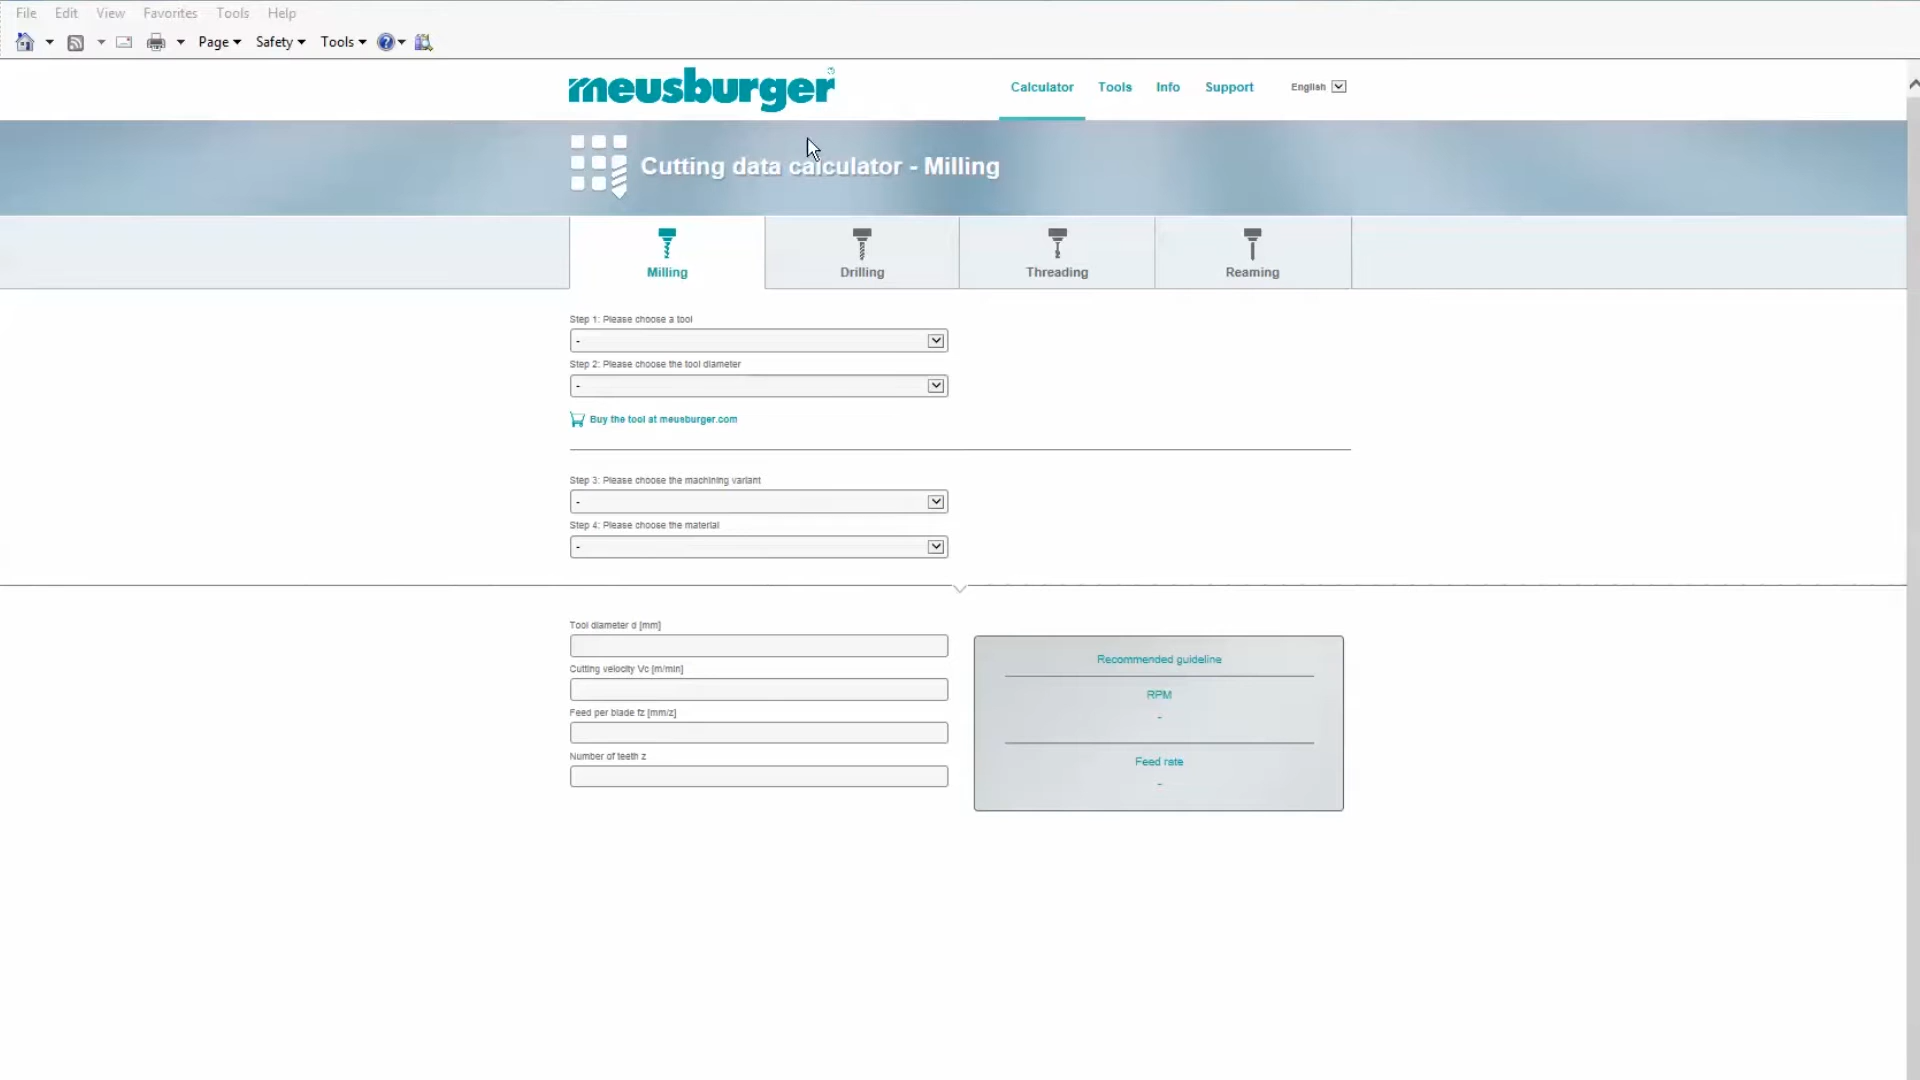 File Edit View Favorites Tools Help
Page Safety Tools
meusburger
Calculator Tools Info Support English
Cutting data calculator - Milling
Milling Drilling Threading Reaming
Step 1: Please choose a tool
-
Step 2: Please choose the tool diameter
-
Buy the tool at meusburger.com
Step 3: Please choose the machining variant
-
Step 4: Please choose the material
-
Tool diameter d [mm]
Cutting velocity Vc [m/min]
Feed per blade fz [mm/z]
Number of teeth z
Recommended guideline
RPM
-
Feed rate
-